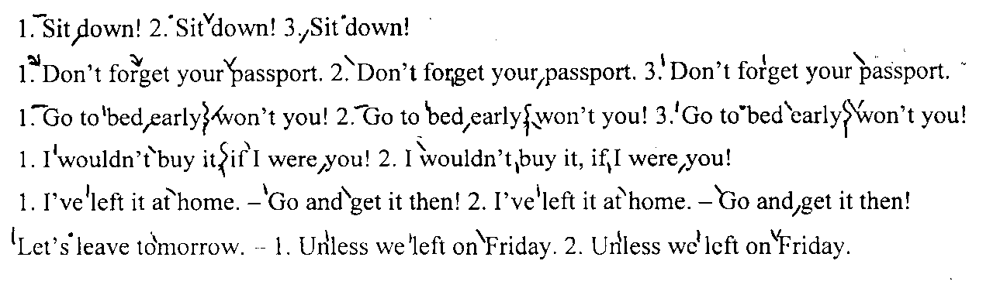 1. Sit down! 2. Sit down! 3. Sit down!
1. Don't forget your passport. 2. Don't forget your passport. 3. Don't forget your passport.
1. Go to bed early won't you! 2. Go to bed early won't you! 3. Go to bed early won't you!
1. I wouldn't buy it if I were you! 2. I wouldn't buy it, if I were you!
1. I've left it at home. – Go and get it then! 2. I've left it at home. – Go and get it then!
Let's leave tomorrow. – 1. Unless we left on Friday. 2. Unless we left on Friday.